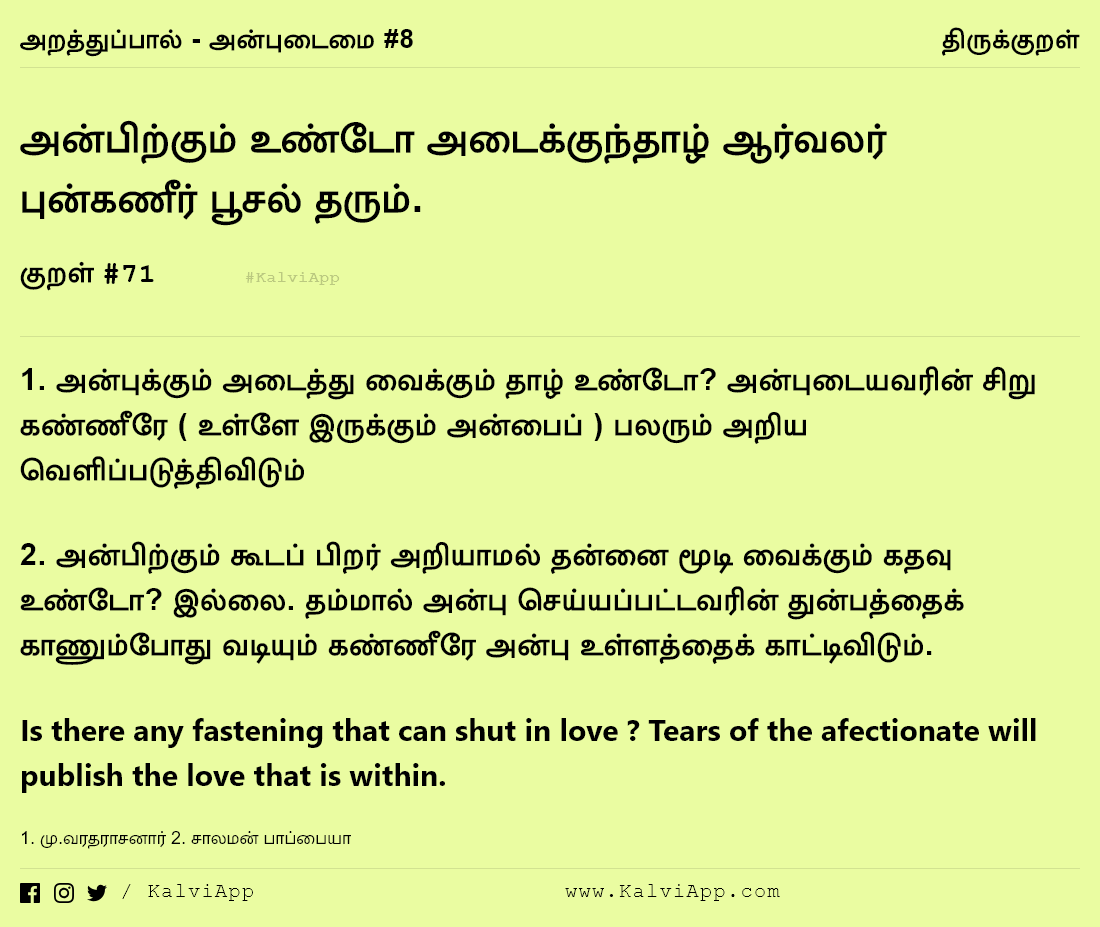 அறத்துப்பால் - அன்புடைமை #8 திருக்குறள்
அன்பிற்கும் உண்டோ அடைக்குந்தாழ் ஆர்வலர்
புன்கணீர் பூசல் தரும்.
குறள் #71 #KalviApp
1. அன்புக்கும் அடைத்து வைக்கும் தாழ் உண்டோ? அன்புடையவரின் சிறு
கண்ணீரே ( உள்ளே இருக்கும் அன்பைப் ) பலரும் அறிய
வெளிப்படுத்திவிடும்
2. அன்பிற்கும் கூடப் பிறர் அறியாமல் தன்னை மூடி வைக்கும் கதவு
உண்டோ? இல்லை. தம்மால் அன்பு செய்யப்பட்டவரின் துன்பத்தைக்
காணும்போது வடியும் கண்ணீரே அன்பு உள்ளத்தைக் காட்டிவிடும்.
Is there any fastening that can shut in love ? Tears of the afectionate will
publish the love that is within.
1. மு.வரதராசனார் 2. சாலமன் பாப்பையா
/ KalviApp www.KalviApp.com